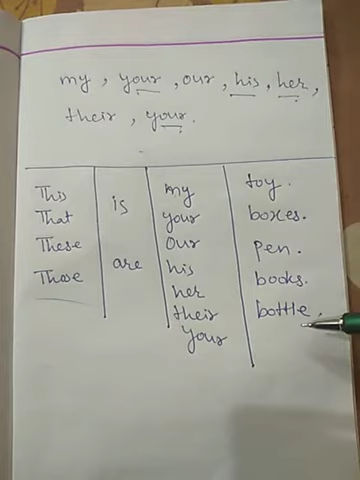 my, your, our, his, her,
their, your.
This is my toy.
That your boxes.
These our pen.
Those are his books.
her bottle.
their
your